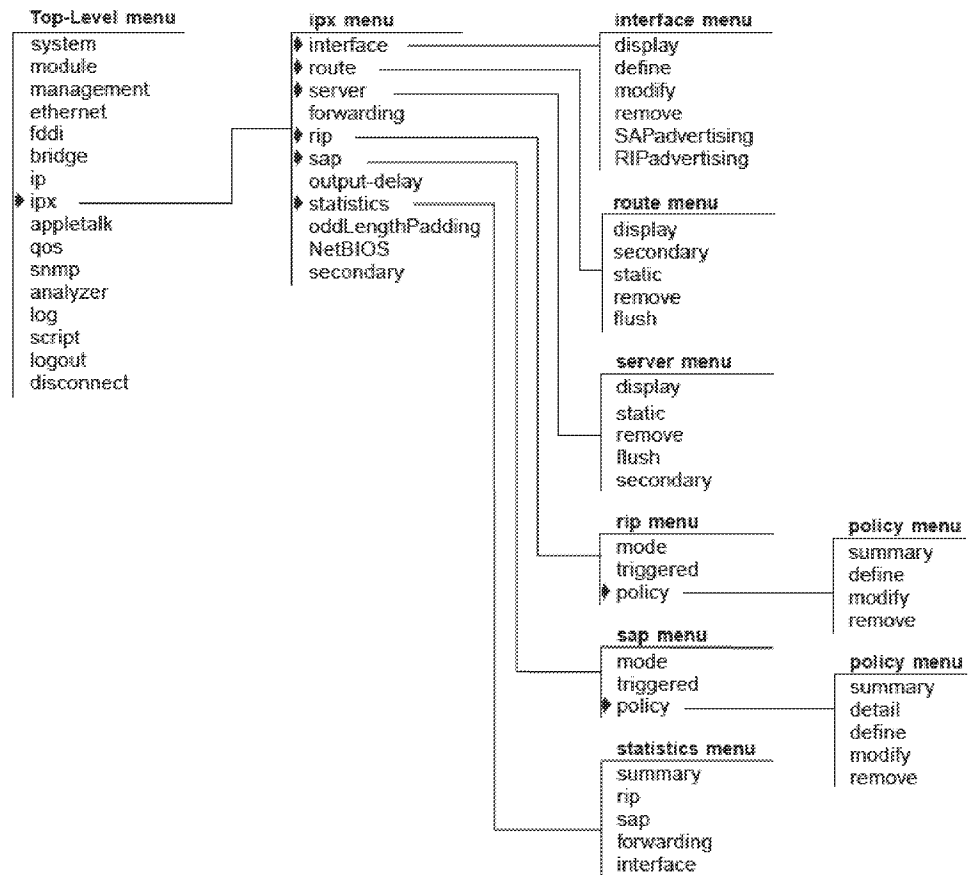 Top-Level menu
system
module
management
ethernet
fddi
bridge
ip
ipx
appletalk
qos
snmp
analyzer
log
script
logout
disconnect
ipx menu
interface
route
server
forwarding
rip
sap
output-delay
statistics
oddLengthPadding
NetBIOS
secondary
interface menu
display
define
modify
remove
SAPadvertising
RIPadvertising
route menu
display
secondary
static
remove
flush
server menu
display
static
remove
flush
secondary
rip menu
mode
triggered
policy
policy menu
summary
define
modify
remove
sap menu
mode
triggered
policy
policy menu
summary
detail
define
modify
remove
statistics menu
summary
rip
sap
forwarding
interface